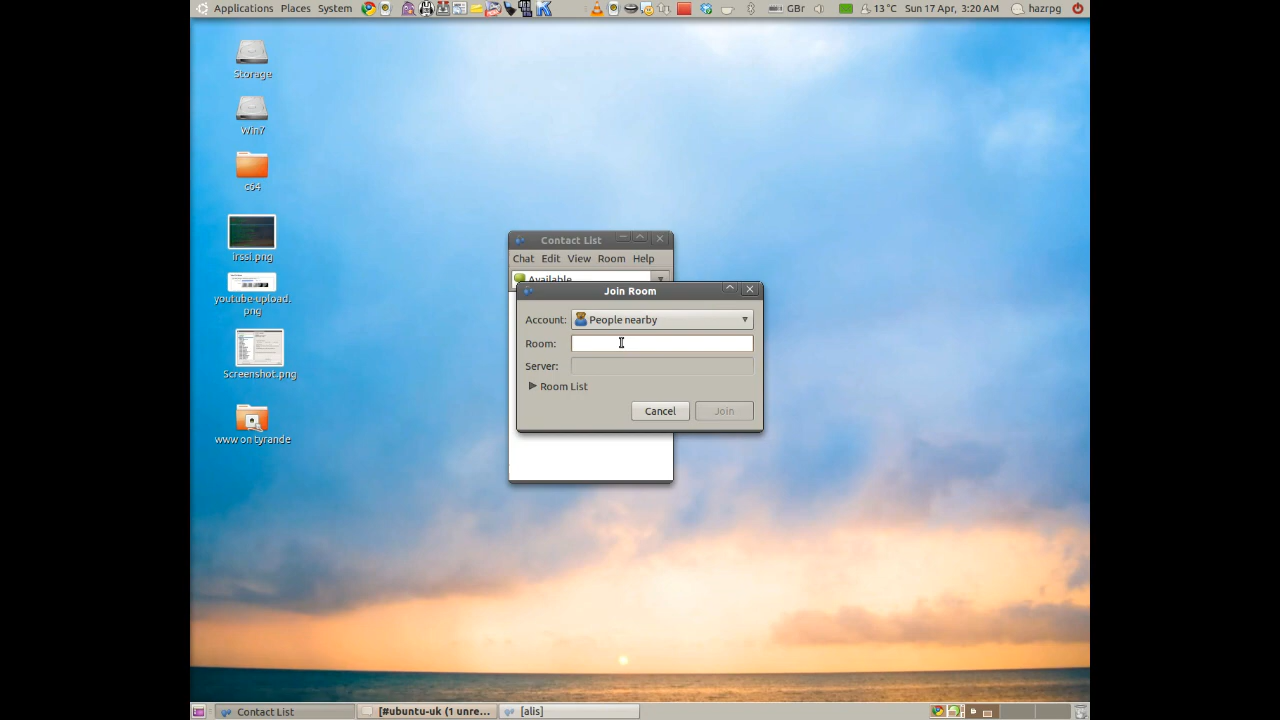 Applications Places System GBr 13 °C Sun 17 Apr, 3:20 AM hazrpg
Storage
Win7
c64
irssi.png
youtube-upload.
png
Screenshot.png
www on tyrande
Contact List
Chat Edit View Room Help
Available
Join Room
Account: People nearby
Room:
Server:
Room List
Cancel Join
Contact List [#ubuntu-uk (1 unre... [alis]